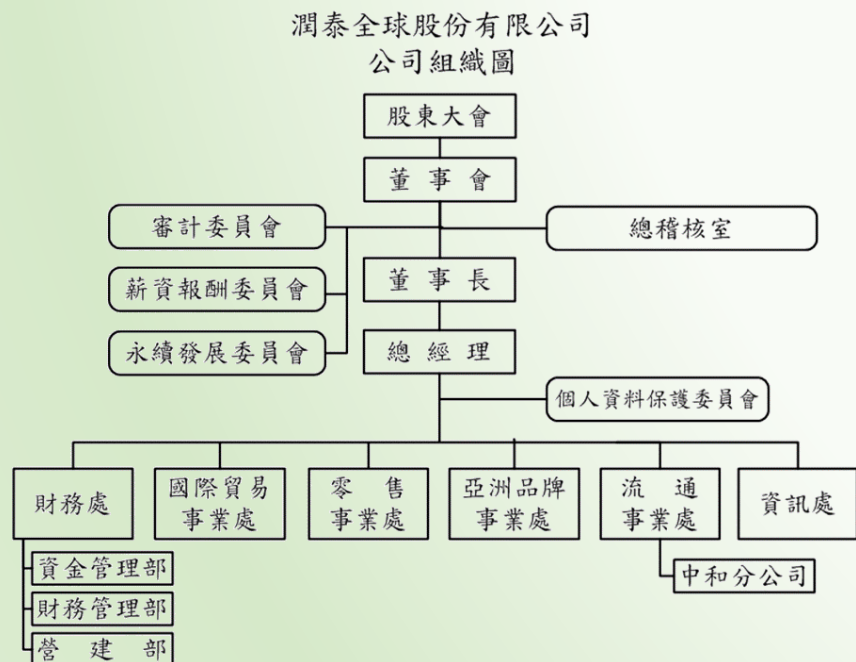 潤泰全球股份有限公司
公司組織圖
股東大會
董事會
審計委員會
總稽核室
薪資報酬委員會
董事長
永續發展委員會
總經理
個人資料保護委員會
財務處
國際貿易
事業處
零售
事業處
亞洲品牌
事業處
流通
事業處
資訊處
資金管理部
中和分公司
財務管理部
營建部